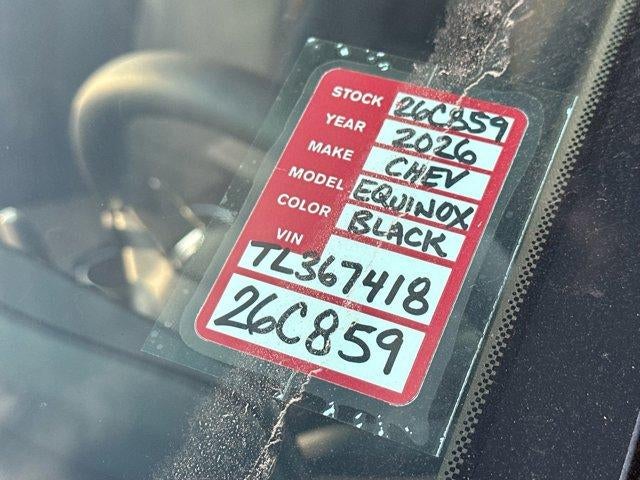 STOCK 26C859
YEAR 2026
MAKE CHEV
MODEL EQUINOX
COLOR BLACK
VIN
TL367418
26C859